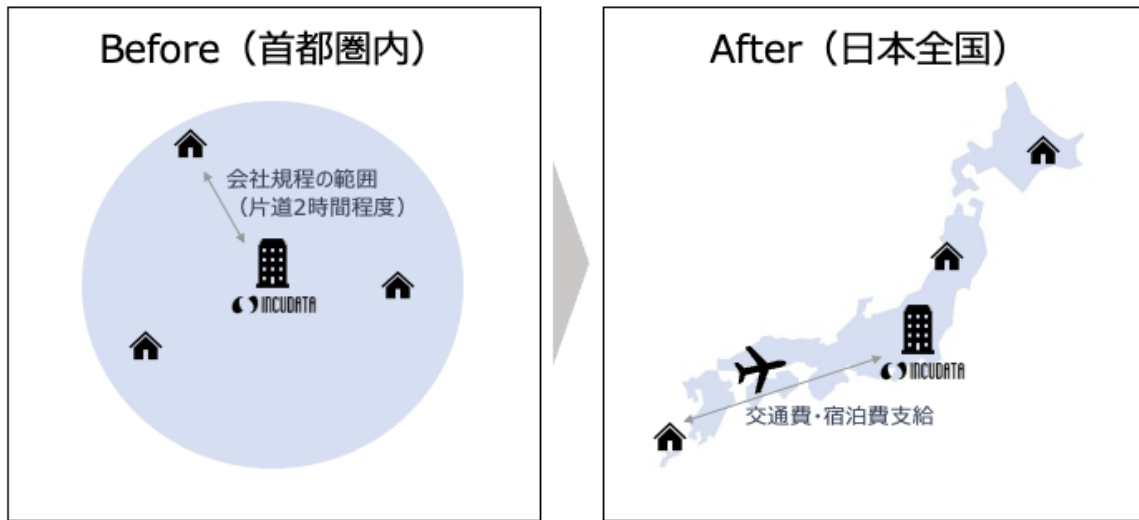 Before（首都圏内）
会社規程の範囲
（片道2時間程度）
INCUDATA
After（日本全国）
INCUDATA
交通費・宿泊費支給